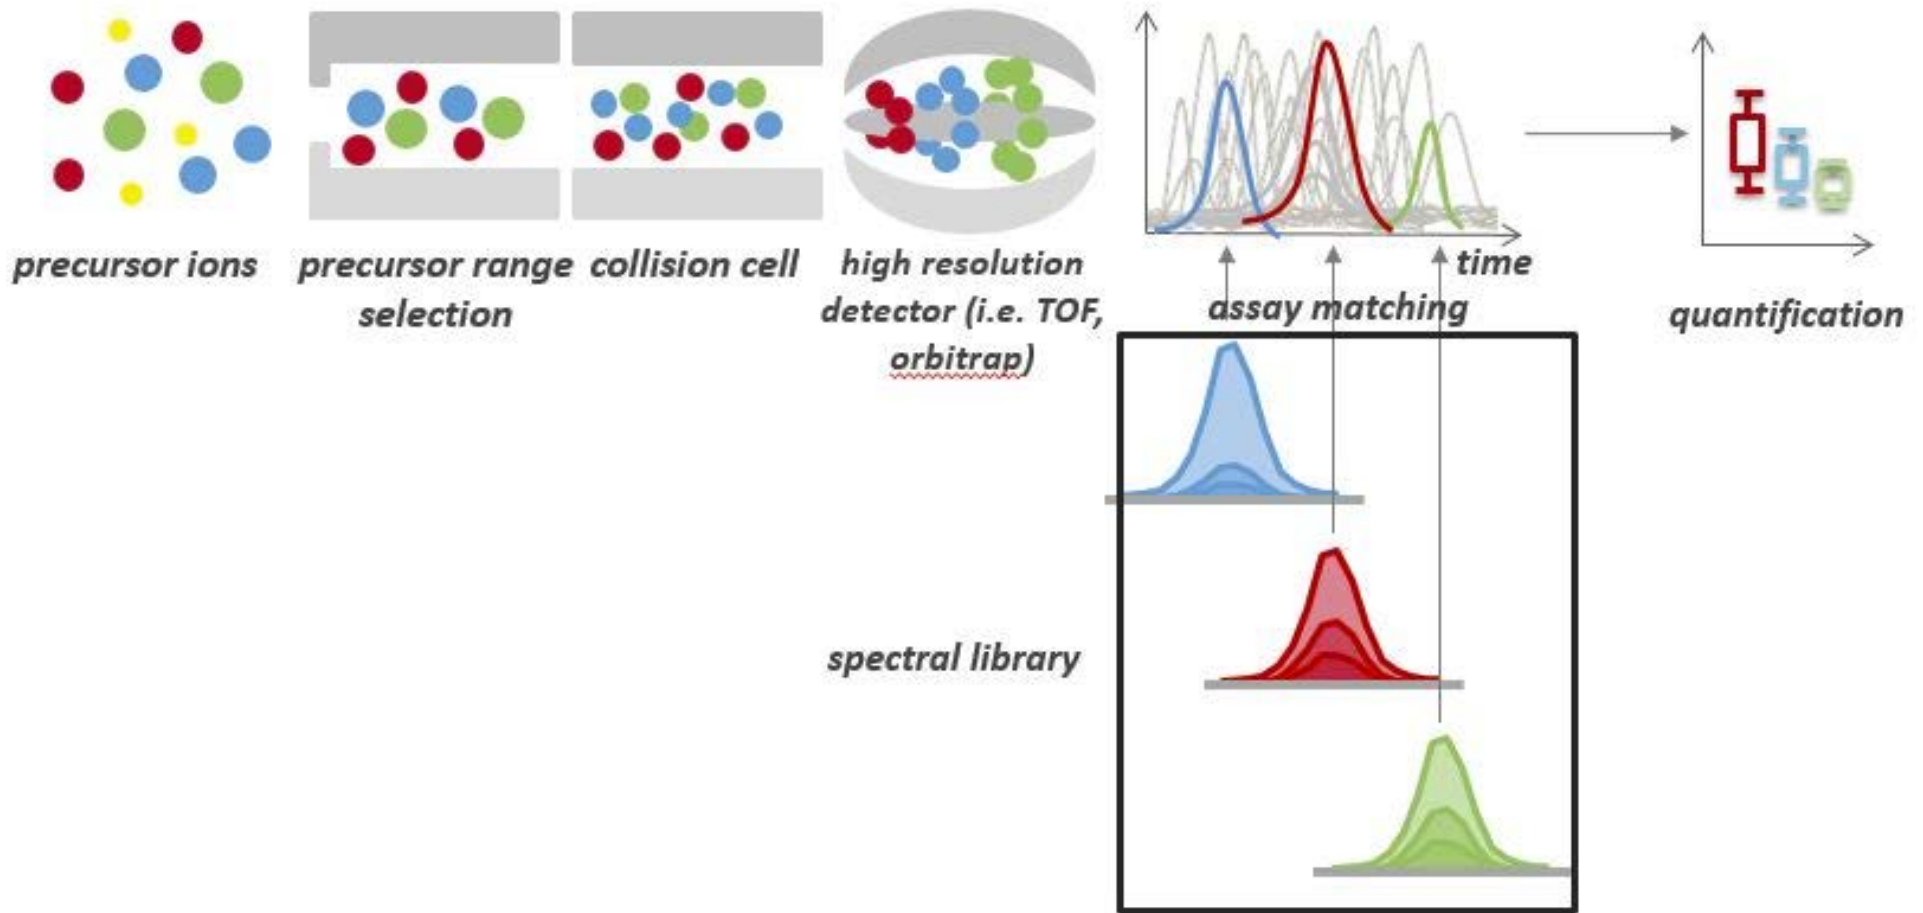 precursor ions
precursor range
selection
collision cell
high resolution
detector (i.e. TOF,
orbitrap)
time
assay matching
quantification
spectral library